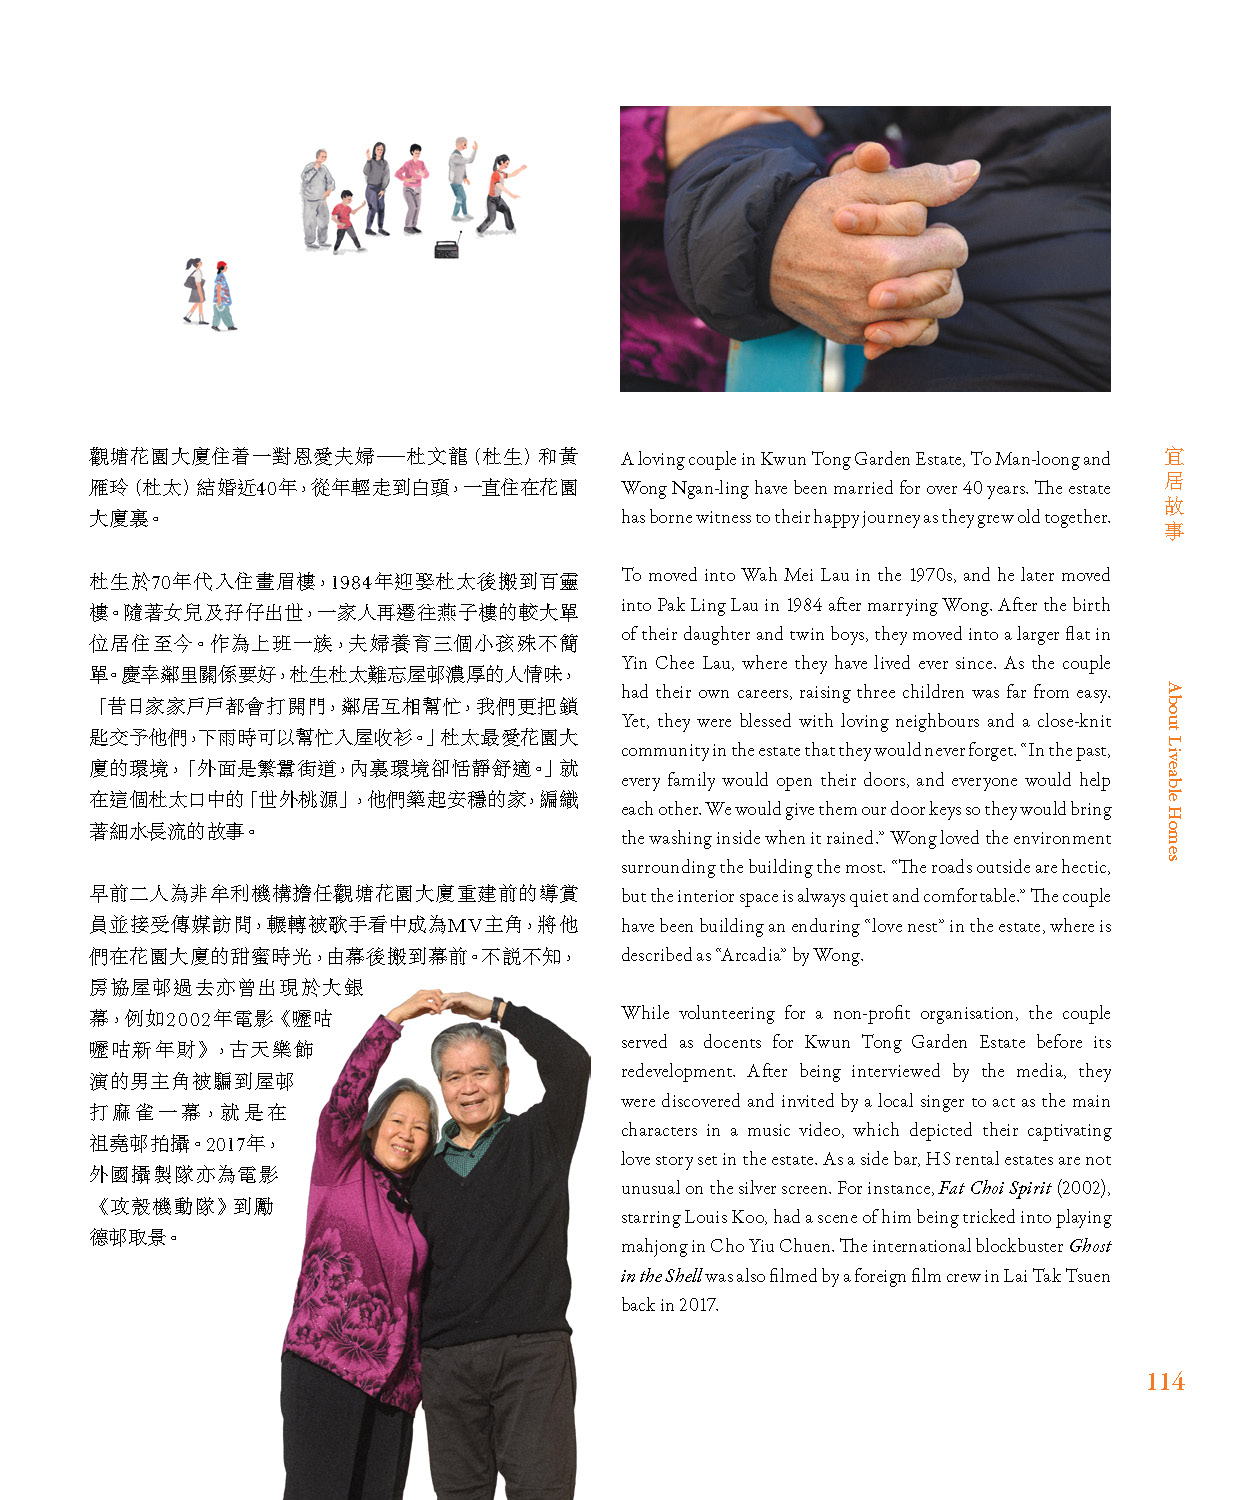 觀塘花園大廈住着一對恩愛夫婦——杜文龍（杜生）和黃
雁玲（杜太）結婚近40年，從年輕走到白頭，一直住在花園
大廈裏。
杜生於70年代入住畫眉樓，1984年迎娶杜太後搬到百靈
樓。隨著女兒及孖仔出世，一家人再遷往燕子樓的較大單
位居住至今。作為上班一族，夫婦養育三個小孩殊不簡
單。慶幸鄰里關係要好，杜生杜太難忘屋邨濃厚的人情味，
「昔日家家戶戶都會打開門，鄰居互相幫忙，我們更把鎖
匙交予他們，下雨時可以幫忙入屋收衫。」杜太最愛花園大
廈的環境，「外面是繁囂街道，內裏環境卻恬靜舒適。」就
在這個杜太口中的「世外桃源」，他們築起安穩的家，編織
著細水長流的故事。
早前二人為非牟利機構擔任觀塘花園大廈重建前的導賞
員並接受傳媒訪問，輾轉被歌手看中成為MV主角，將他
們在花園大廈的甜蜜時光，由幕後搬到幕前。不説不知，
房協屋邨過去亦曾出現於大銀
幕，例如2002年電影《嚦咕
嚦咕新年財》，古天樂飾
演的男主角被騙到屋邨
打麻雀一幕，就是在
祖堯邨拍攝。2017年，
外國攝製隊亦為電影
《攻殼機動隊》到勵
德邨取景。
A loving couple in Kwun Tong Garden Estate, To Man-loong and
Wong Ngan-ling have been married for over 40 years. The estate
has borne witness to their happy journey as they grew old together.
To moved into Wah Mei Lau in the 1970s, and he later moved
into Pak Ling Lau in 1984 after marrying Wong. After the birth
of their daughter and twin boys, they moved into a larger flat in
Yin Chee Lau, where they have lived ever since. As the couple
had their own careers, raising three children was far from easy.
Yet, they were blessed with loving neighbours and a close-knit
community in the estate that they would never forget. “In the past,
every family would open their doors, and everyone would help
each other. We would give them our door keys so they would bring
the washing inside when it rained.” Wong loved the environment
surrounding the building the most. “The roads outside are hectic,
but the interior space is always quiet and comfortable.” The couple
have been building an enduring “love nest” in the estate, where is
described as “Arcadia” by Wong.
While volunteering for a non-profit organisation, the couple
served as docents for Kwun Tong Garden Estate before its
redevelopment. After being interviewed by the media, they
were discovered and invited by a local singer to act as the main
characters in a music video, which depicted their captivating
love story set in the estate. As a side bar, HS rental estates are not
unusual on the silver screen. For instance, Fat Choi Spirit (2002),
starring Louis Koo, had a scene of him being tricked into playing
mahjong in Cho Yiu Chuen. The international blockbuster Ghost
in the Shell was also filmed by a foreign film crew in Lai Tak Tsuen
back in 2017.
宜居故事
About Liveable Homes
114